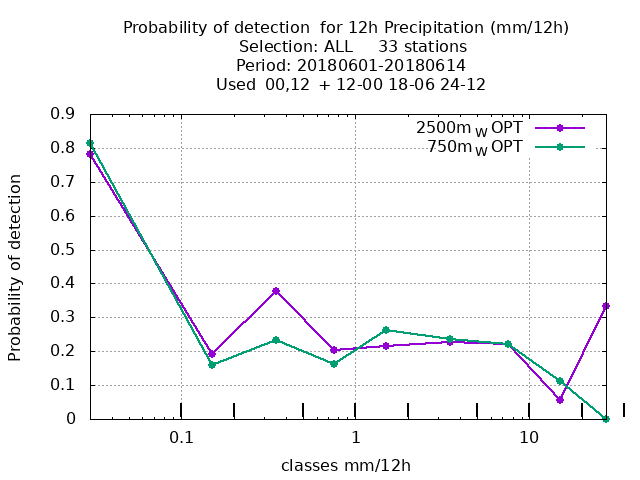 Probability of detection  for 12h Precipitation (mm/12h)
Selection: ALL     33 stations
Period: 20180601-20180614
Used  00,12  + 12-00 18-06 24-12
2500m_W OPT
750m_W OPT
0.9
0.8
0.7
0.6
0.5
0.4
0.3
0.2
0.1
0
Probability of detection
0.1 1 10
classes mm/12h